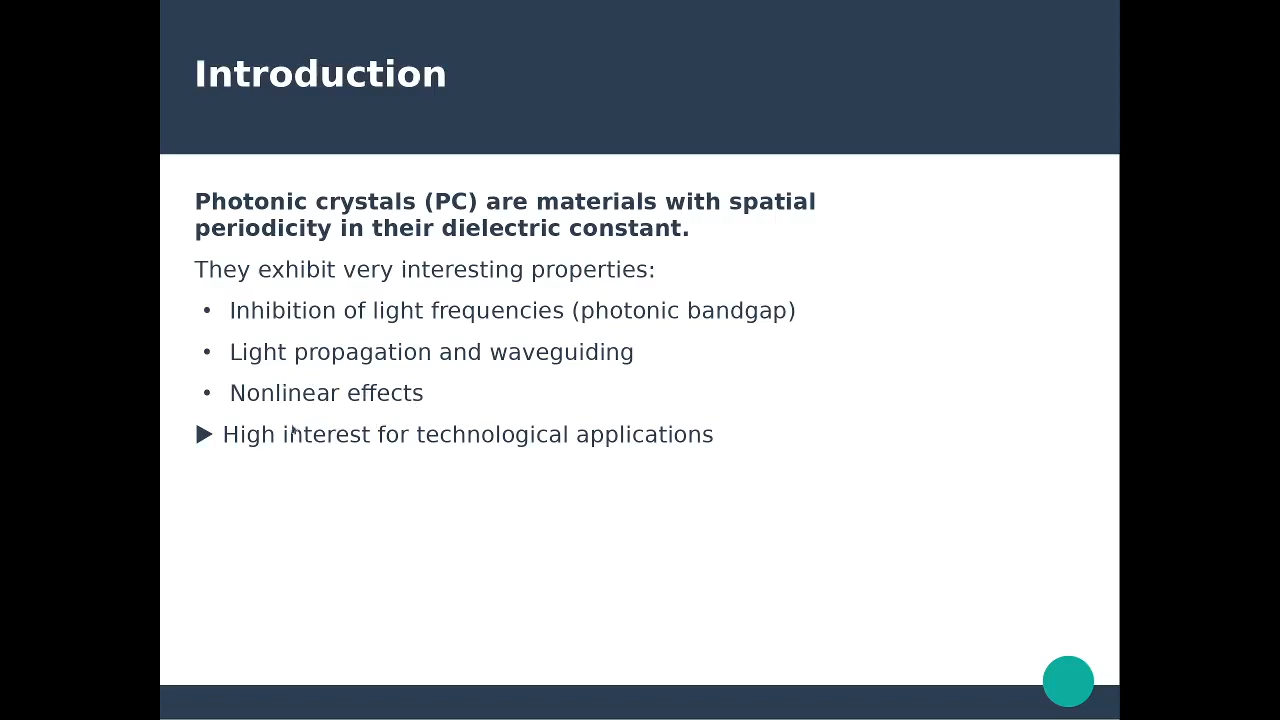 Introduction
Photonic crystals (PC) are materials with spatial
periodicity in their dielectric constant.
They exhibit very interesting properties:
• Inhibition of light frequencies (photonic bandgap)
• Light propagation and waveguiding
• Nonlinear effects
▶ High interest for technological applications